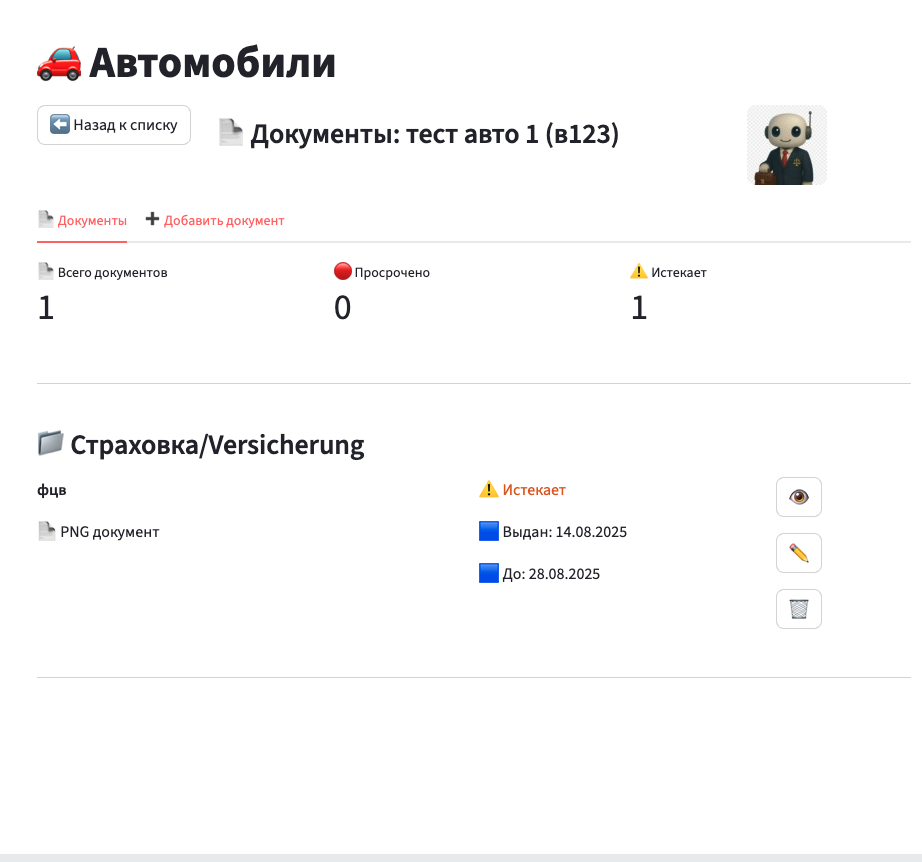 Автомобили
Назад к списку
Документы: тест авто 1 (в123)
Документы
Добавить документ
Всего документов
1
Просрочено
0
Истекает
1
Страховка/Versicherung
фцв
PNG документ
Истекает
Выдан: 14.08.2025
До: 28.08.2025